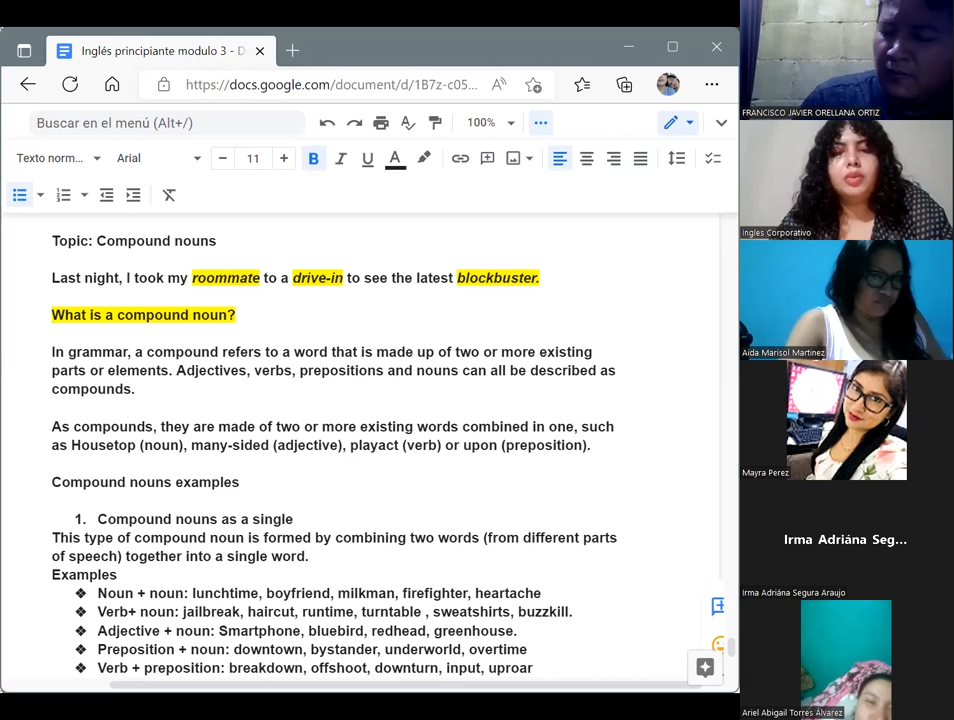 Inglés principiante modulo 3 - D
https://docs.google.com/document/d/1B7z-c05...
Buscar en el menú (Alt+/)
100%
Texto norm...
Arial
11
B I U A
Topic: Compound nouns
Last night, I took my roommate to a drive-in to see the latest blockbuster.
What is a compound noun?
In grammar, a compound refers to a word that is made up of two or more existing
parts or elements. Adjectives, verbs, prepositions and nouns can all be described as
compounds.
As compounds, they are made of two or more existing words combined in one, such
as Housetop (noun), many-sided (adjective), playact (verb) or upon (preposition).
Compound nouns examples
1. Compound nouns as a single
This type of compound noun is formed by combining two words (from different parts
of speech) together into a single word.
Examples
❖ Noun + noun: lunchtime, boyfriend, milkman, firefighter, heartache
❖ Verb+ noun: jailbreak, haircut, runtime, turntable , sweatshirts, buzzkill.
❖ Adjective + noun: Smartphone, bluebird, redhead, greenhouse.
❖ Preposition + noun: downtown, bystander, underworld, overtime
❖ Verb + preposition: breakdown, offshoot, downturn, input, uproar
FRANCISCO JAVIER ORELLANA ORTIZ
Ingles Corporativo
Aída Marisol Martínez
Mayra Perez
Irma Adriána Seg...
Irma Adriána Segura Araujo
Ariel Abigail Torres Álvarez